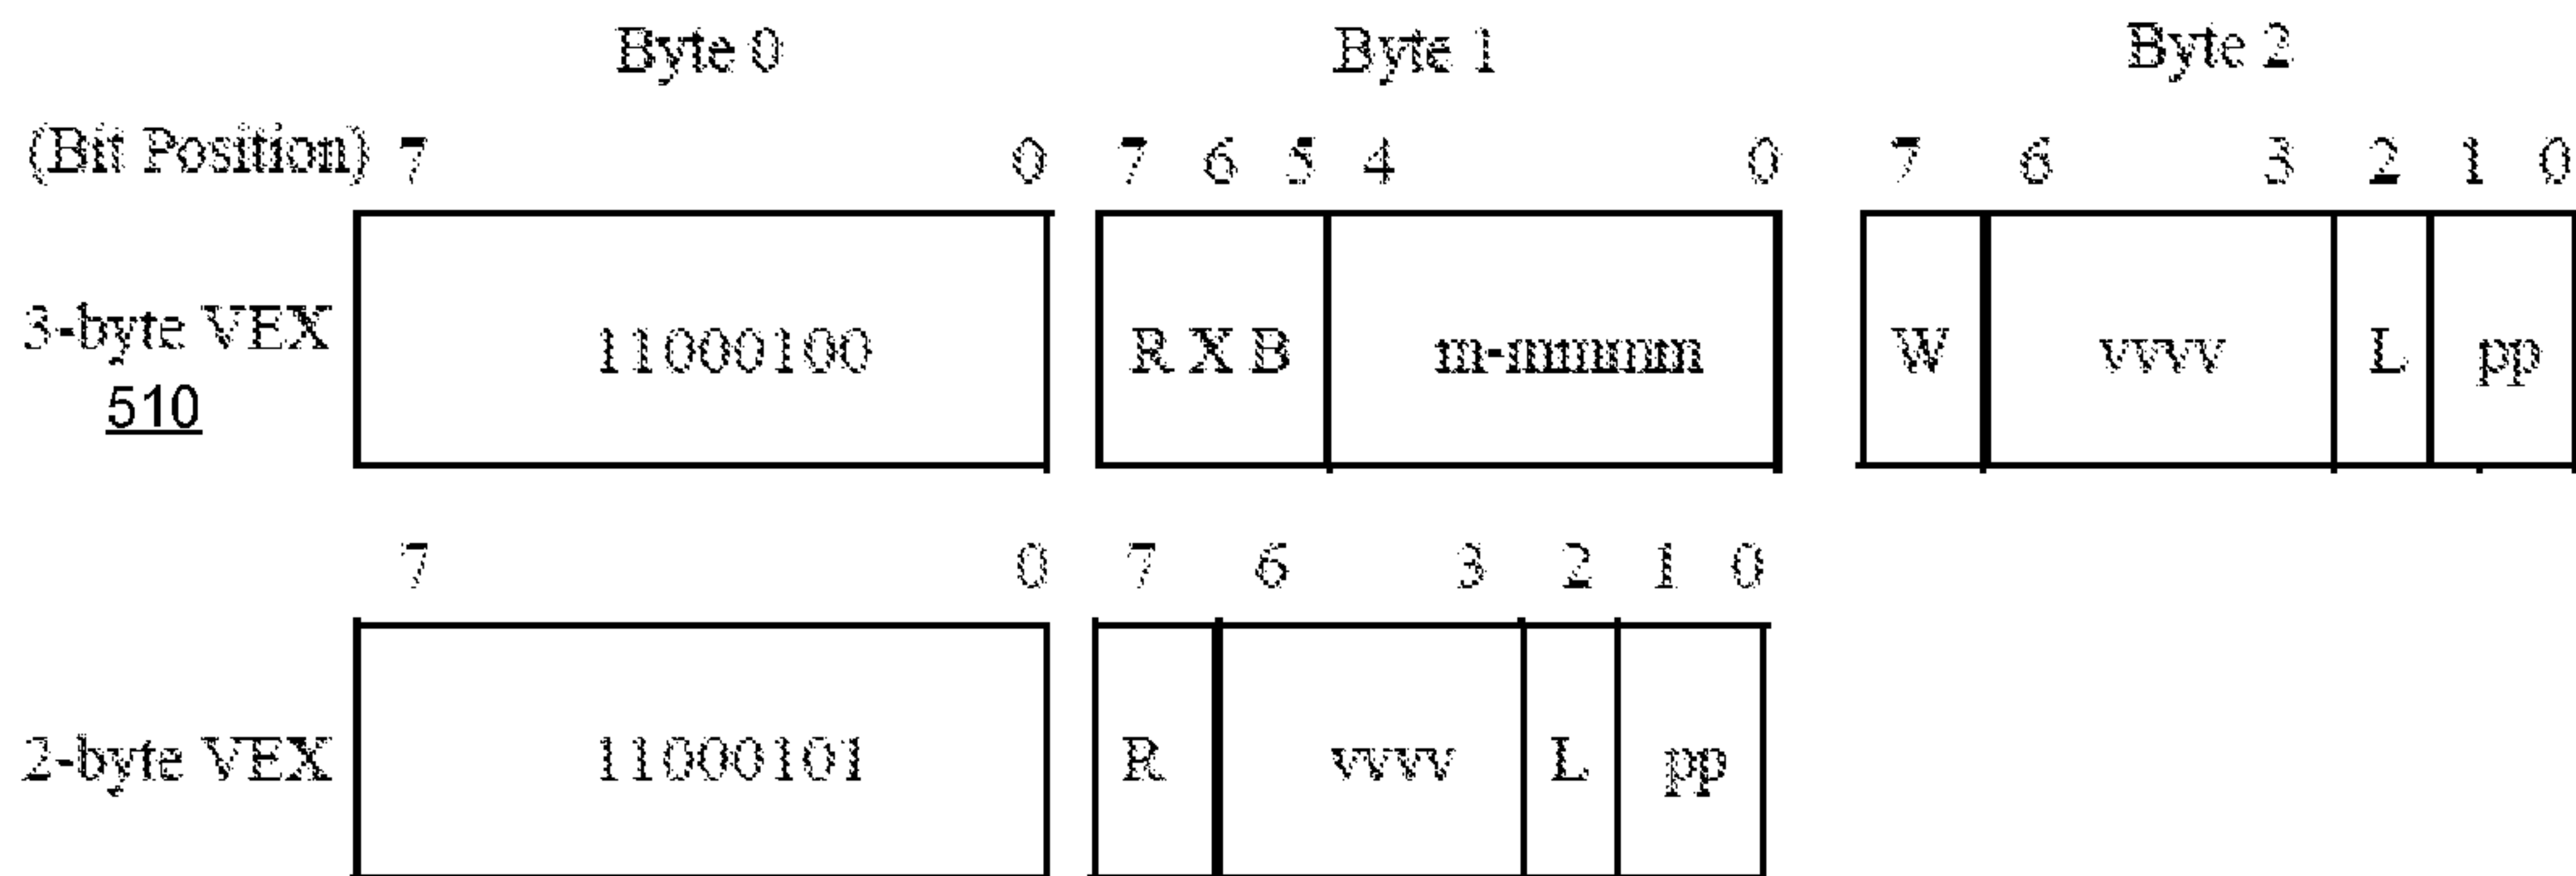 Byte 0 Byte 1 Byte 2
(Bit Position) 7 0 7 6 5 4 0 7 6 3 2 1 0
3-byte VEX 11000100 R X B m-mmmm W vvvv L pp
510
7 0 7 6 3 2 1 0
2-byte VEX 11000101 R vvvv L pp